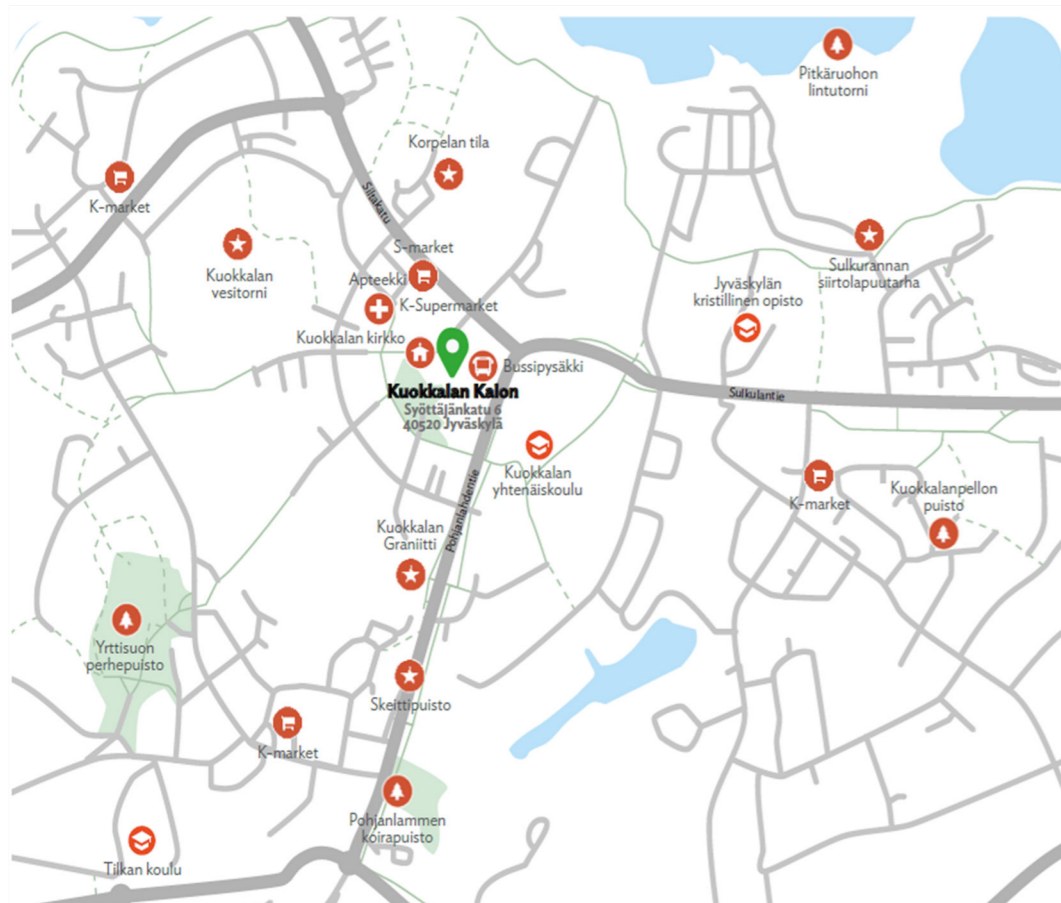 Pitkäruohon
lintutorni
Korpelan tila
K-market
Siltakatu
S-market
Kuokkalan
vesitorni
Apteekki
K-Supermarket
Sulkurannan
siirtolapuutarha
Jyväskylän
kristillinen opisto
Kuokkalan kirkko
Bussipysäkki
Kuokkalan Kalon
Syöttäjänkatu 6
40520 Jyväskylä
Sulkulantie
Kuokkalan
yhtenäiskoulu
Pohjanlahdentie
K-market
Kuokkalanpellon
puisto
Kuokkalan
Graniitti
Yrttisuon
perhepuisto
Skeittipuisto
K-market
Pohjanlammen
koirapuisto
Tilkan koulu